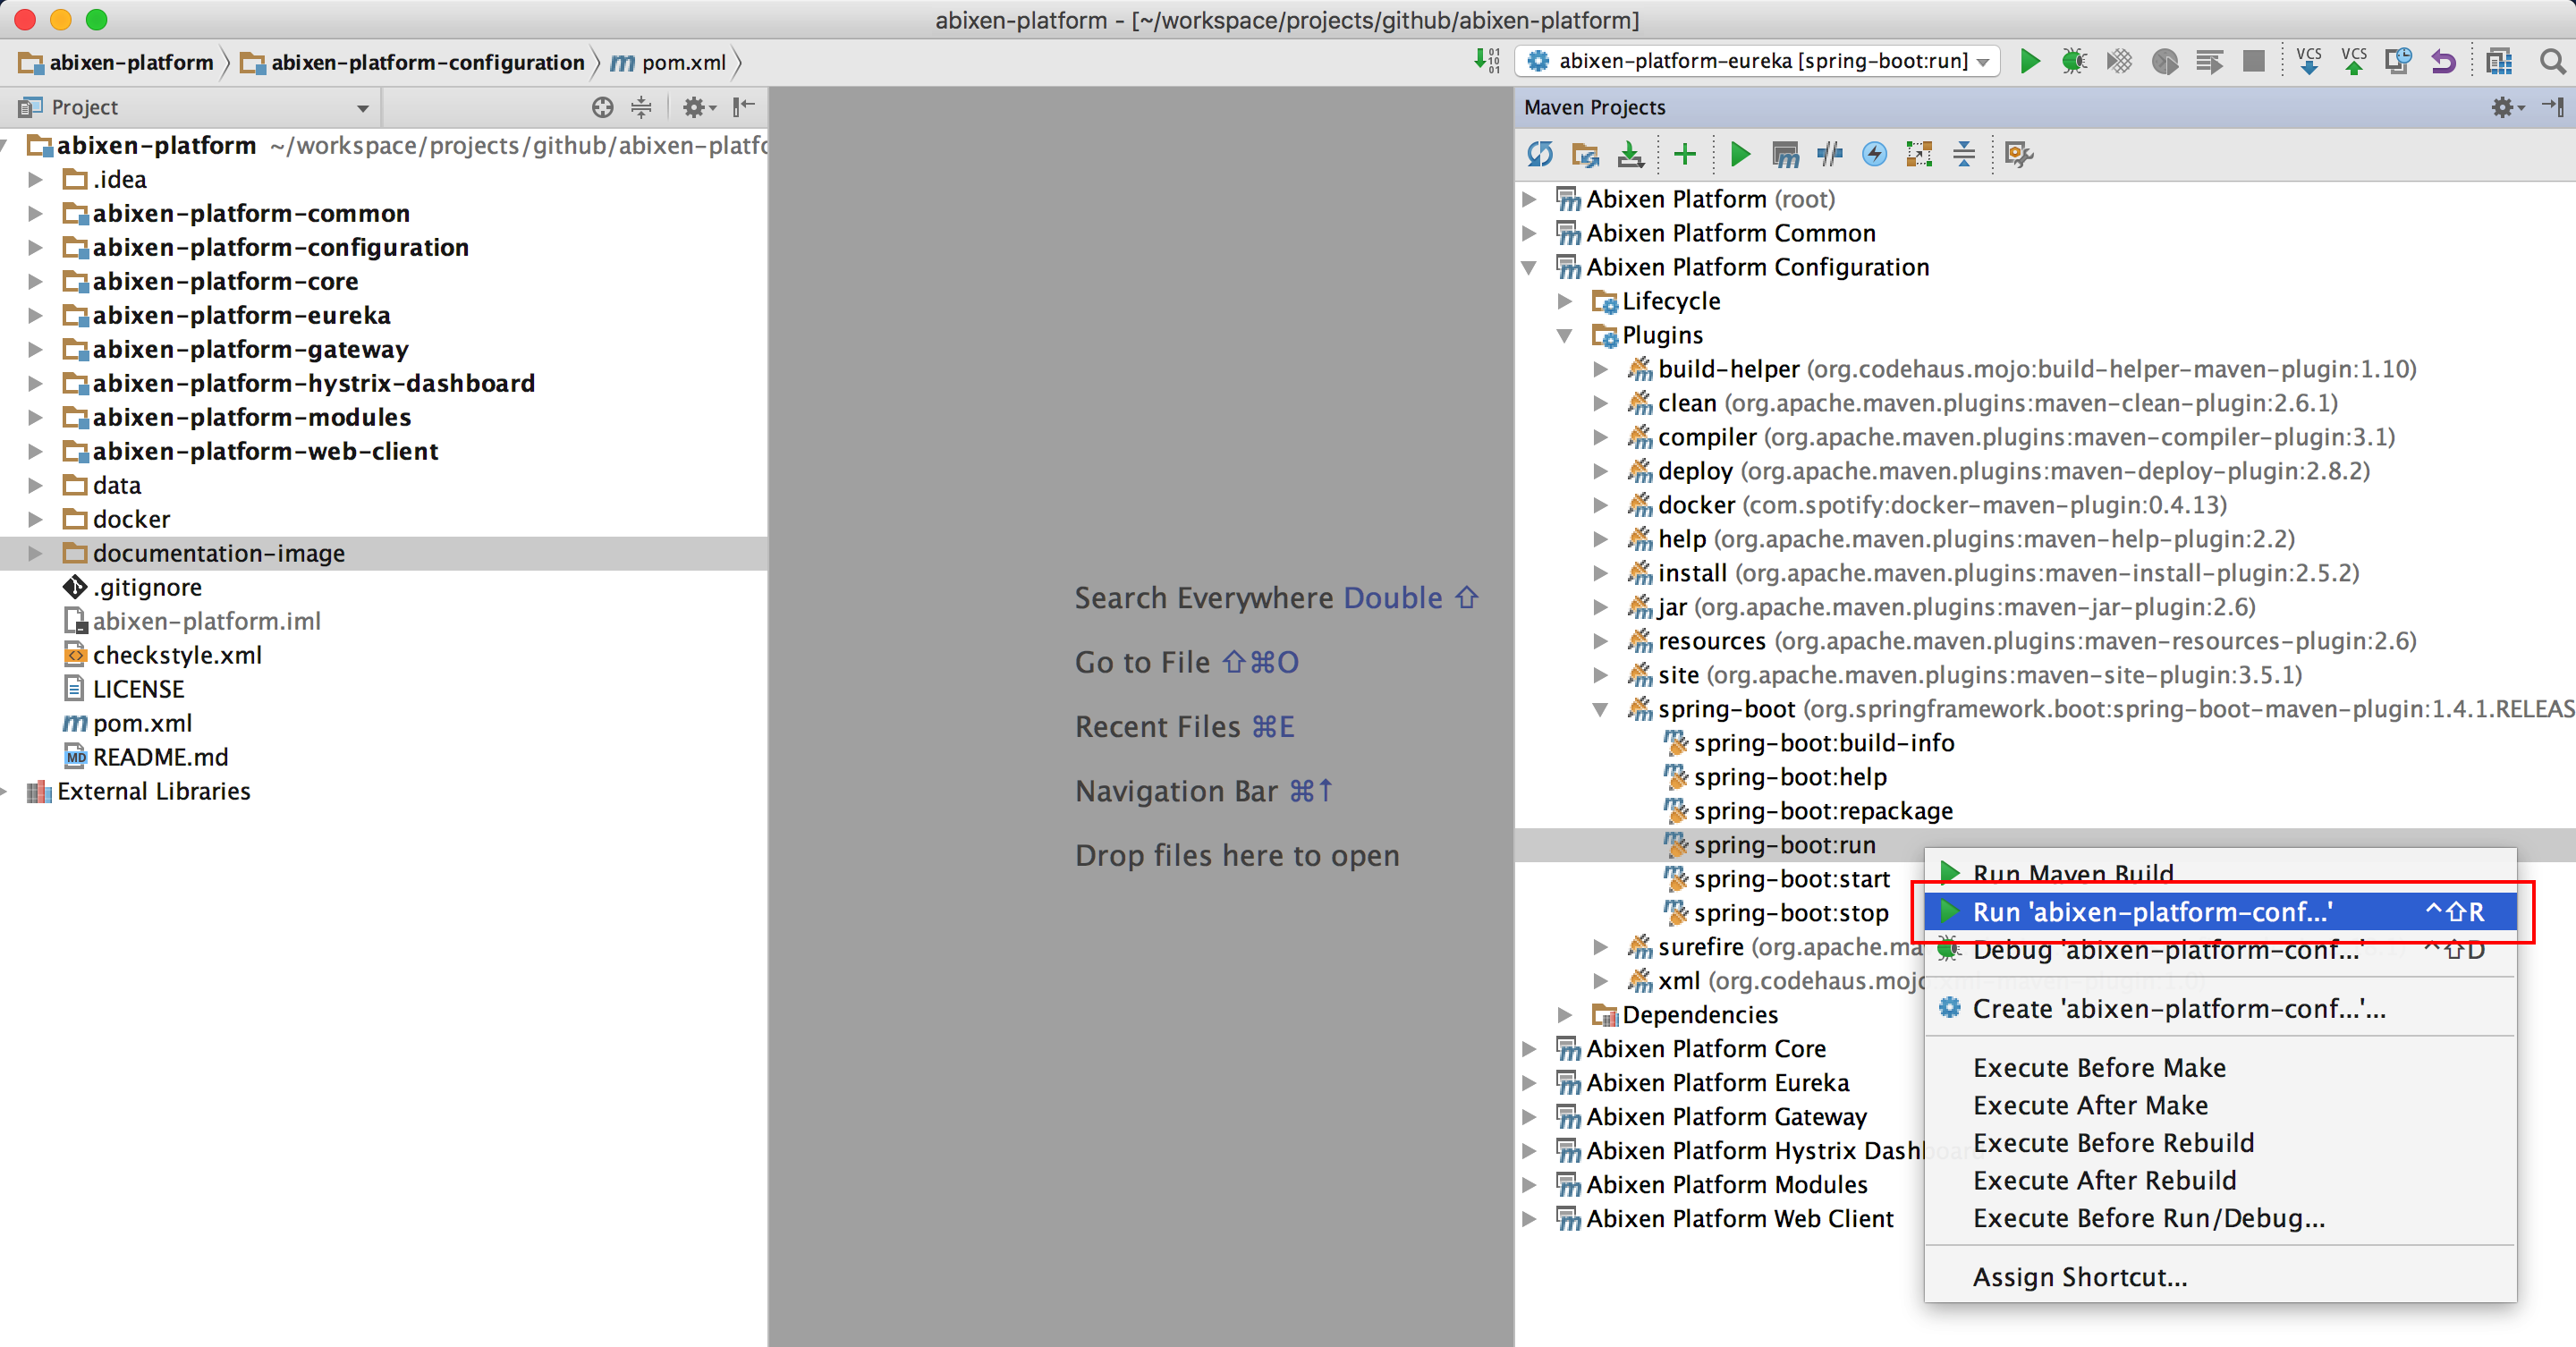 abixen-platform - [~/workspace/projects/github/abixen-platform]
abixen-platform
abixen-platform-configuration
pom.xml
abixen-platform-eureka [spring-boot:run]
VCS
VCS
Project
abixen-platform ~/workspace/projects/github/abixen-platfo
.idea
abixen-platform-common
abixen-platform-configuration
abixen-platform-core
abixen-platform-eureka
abixen-platform-gateway
abixen-platform-hystrix-dashboard
abixen-platform-modules
abixen-platform-web-client
data
docker
documentation-image
.gitignore
abixen-platform.iml
checkstyle.xml
LICENSE
pom.xml
README.md
External Libraries
Search Everywhere Double ⇧
Go to File ⇧⌘O
Recent Files ⌘E
Navigation Bar ⌘↑
Drop files here to open
Maven Projects
Abixen Platform (root)
Abixen Platform Common
Abixen Platform Configuration
Lifecycle
Plugins
build-helper (org.codehaus.mojo:build-helper-maven-plugin:1.10)
clean (org.apache.maven.plugins:maven-clean-plugin:2.6.1)
compiler (org.apache.maven.plugins:maven-compiler-plugin:3.1)
deploy (org.apache.maven.plugins:maven-deploy-plugin:2.8.2)
docker (com.spotify:docker-maven-plugin:0.4.13)
help (org.apache.maven.plugins:maven-help-plugin:2.2)
install (org.apache.maven.plugins:maven-install-plugin:2.5.2)
jar (org.apache.maven.plugins:maven-jar-plugin:2.6)
resources (org.apache.maven.plugins:maven-resources-plugin:2.6)
site (org.apache.maven.plugins:maven-site-plugin:3.5.1)
spring-boot (org.springframework.boot:spring-boot-maven-plugin:1.4.1.RELEAS
spring-boot:build-info
spring-boot:help
spring-boot:repackage
spring-boot:run
spring-boot:start
spring-boot:stop
surefire (org.apache.ma
xml (org.codehaus.mojo:xml-maven-plugin:1.0)
Dependencies
Abixen Platform Core
Abixen Platform Eureka
Abixen Platform Gateway
Abixen Platform Hystrix Dashboard
Abixen Platform Modules
Abixen Platform Web Client
Run Maven Build
Run 'abixen-platform-conf...' ^⇧R
Debug 'abixen-platform-conf...' ^⇧D
Create 'abixen-platform-conf...'...
Execute Before Make
Execute After Make
Execute Before Rebuild
Execute After Rebuild
Execute Before Run/Debug...
Assign Shortcut...